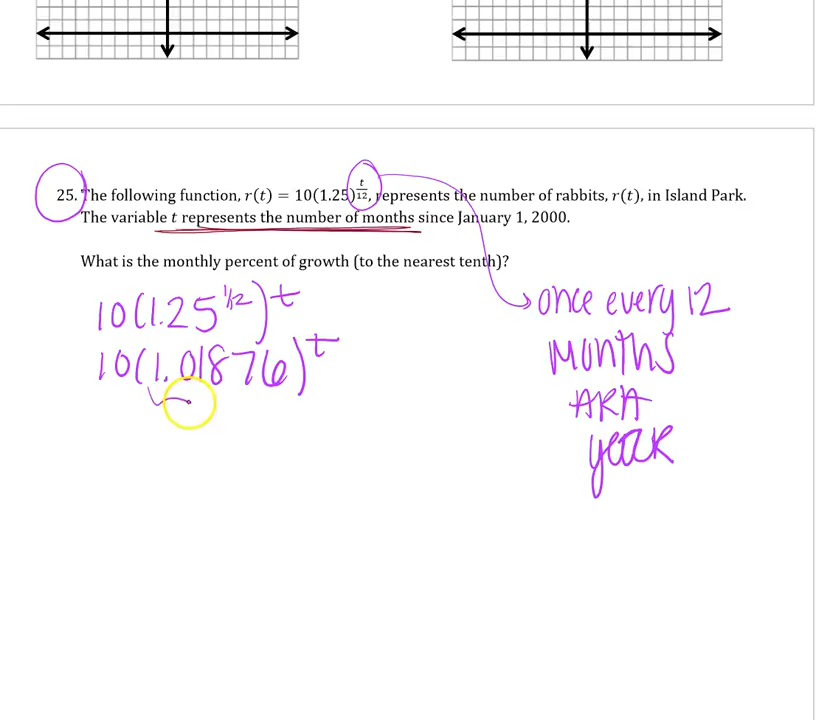 25. The following function, r(t) = 10(1.25)^(t/12), represents the number of rabbits, r(t), in Island Park.
The variable t represents the number of months since January 1, 2000.
What is the monthly percent of growth (to the nearest tenth)?
10(1.25^(1/12))^t
10(1.01876)^t
once every 12
months
AKA
year